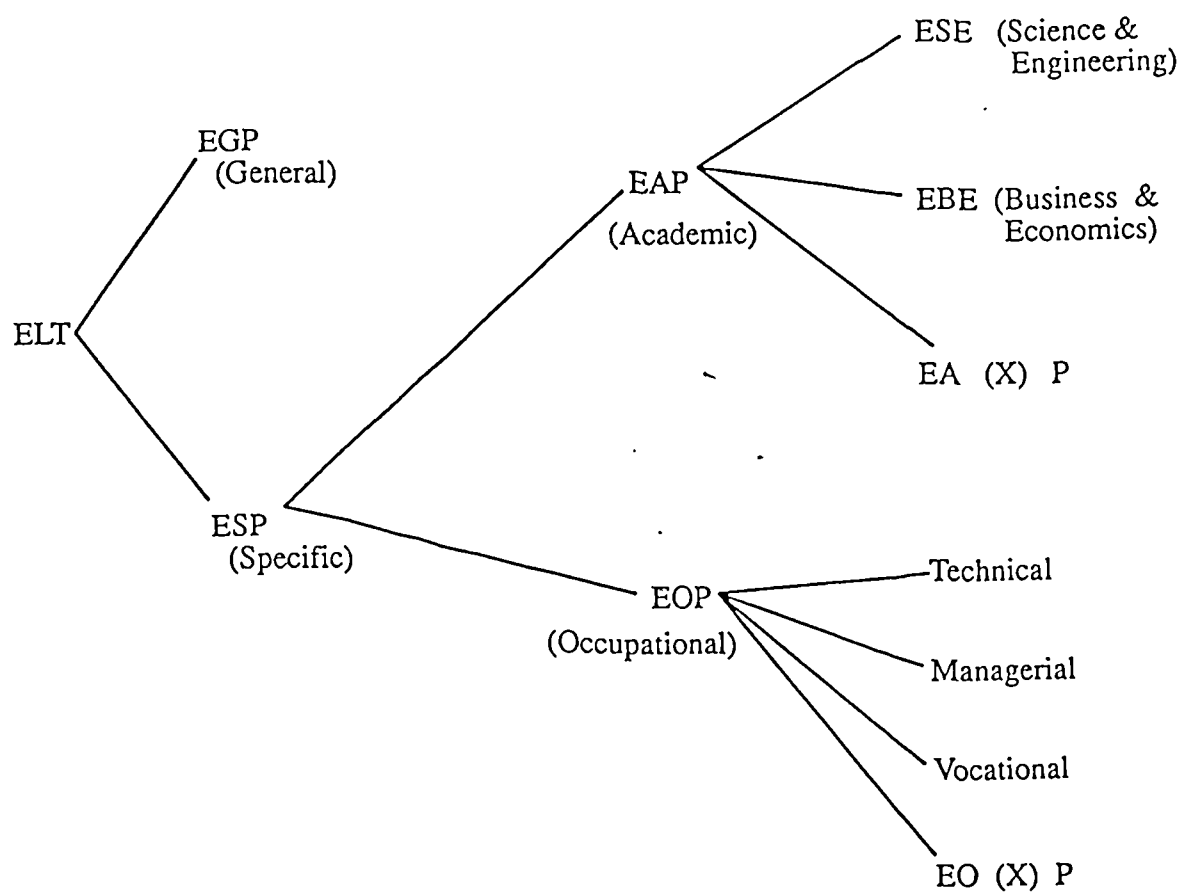 ESE (Science &
Engineering)
EGP
(General)
EAP
(Academic)
EBE (Business &
Economics)
ELT
EA (X) P
ESP
(Specific)
EOP
(Occupational)
Technical
Managerial
Vocational
EO (X) P